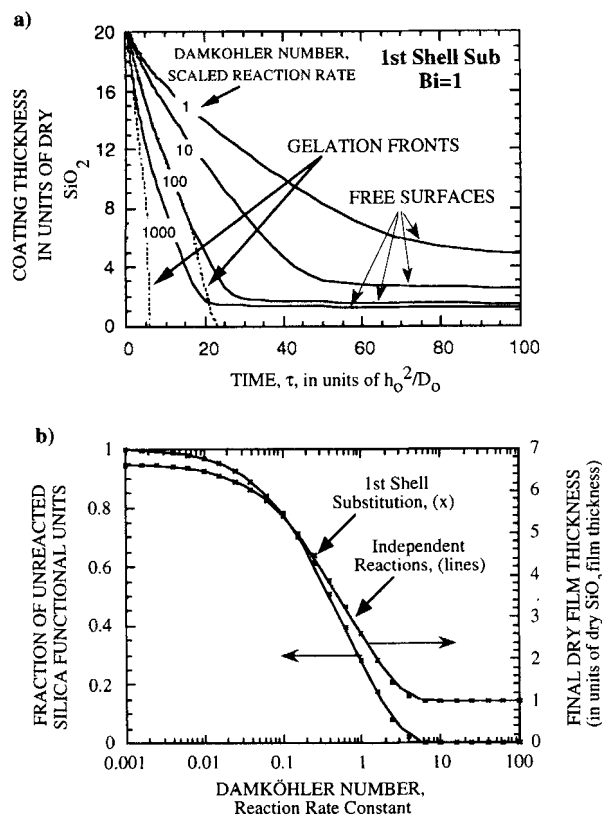 a)
20
16
12
8
4
0
COATING THICKNESS
IN UNITS OF DRY
SiO2
DAMKOHLER NUMBER,
SCALED REACTION RATE
1st Shell Sub
Bi=1
1
10
100
1000
GELATION FRONTS
FREE SURFACES
0 20 40 60 80 100
TIME, τ, in units of ho2/Do
b)
1
0.8
0.6
0.4
0.2
0
FRACTION OF UNREACTED
SILICA FUNCTIONAL UNITS
1st Shell
Substitution, (x)
Independent
Reactions, (lines)
7
6
5
4
3
2
1
0
FINAL DRY FILM THICKNESS
(in units of dry SiO2 film thickness)
0.001 0.01 0.1 1 10 100
DAMKÖHLER NUMBER,
Reaction Rate Constant